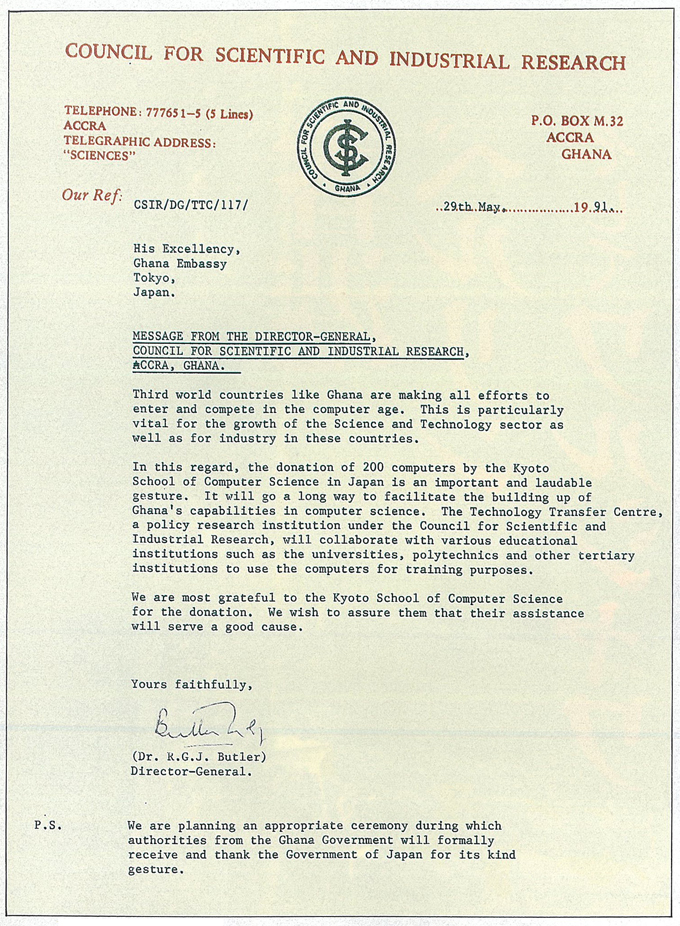 COUNCIL FOR SCIENTIFIC AND INDUSTRIAL RESEARCH
TELEPHONE: 777651–5 (5 Lines)
ACCRA
TELEGRAPHIC ADDRESS:
"SCIENCES"
COUNCIL FOR SCIENTIFIC AND INDUSTRIAL RESEARCH
GHANA
P.O. BOX M.32
ACCRA
GHANA
Our Ref: CSIR/DG/TTC/117/
..29th May,..................19.91...
His Excellency,
Ghana Embassy
Tokyo,
Japan.
MESSAGE FROM THE DIRECTOR-GENERAL,
COUNCIL FOR SCIENTIFIC AND INDUSTRIAL RESEARCH,
ACCRA, GHANA.
Third world countries like Ghana are making all efforts to
enter and compete in the computer age. This is particularly
vital for the growth of the Science and Technology sector as
well as for industry in these countries.
In this regard, the donation of 200 computers by the Kyoto
School of Computer Science in Japan is an important and laudable
gesture. It will go a long way to facilitate the building up of
Ghana's capabilities in computer science. The Technology Transfer Centre,
a policy research institution under the Council for Scientific and
Industrial Research, will collaborate with various educational
institutions such as the universities, polytechnics and other tertiary
institutions to use the computers for training purposes.
We are most grateful to the Kyoto School of Computer Science
for the donation. We wish to assure them that their assistance
will serve a good cause.
Yours faithfully,
(Dr. R.G.J. Butler)
Director-General.
P.S. We are planning an appropriate ceremony during which
authorities from the Ghana Government will formally
receive and thank the Government of Japan for its kind
gesture.